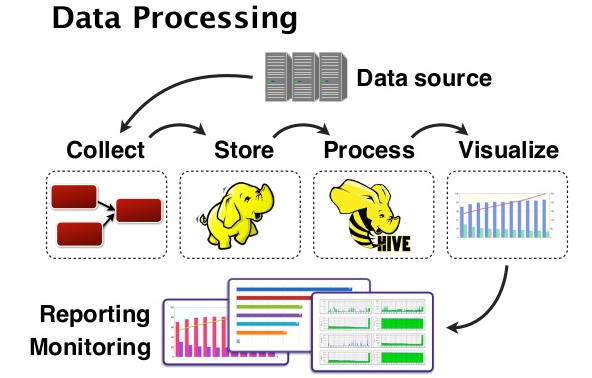 Data Processing
Data source
Collect
Store
Process
Visualize
HIVE
Reporting
Monitoring